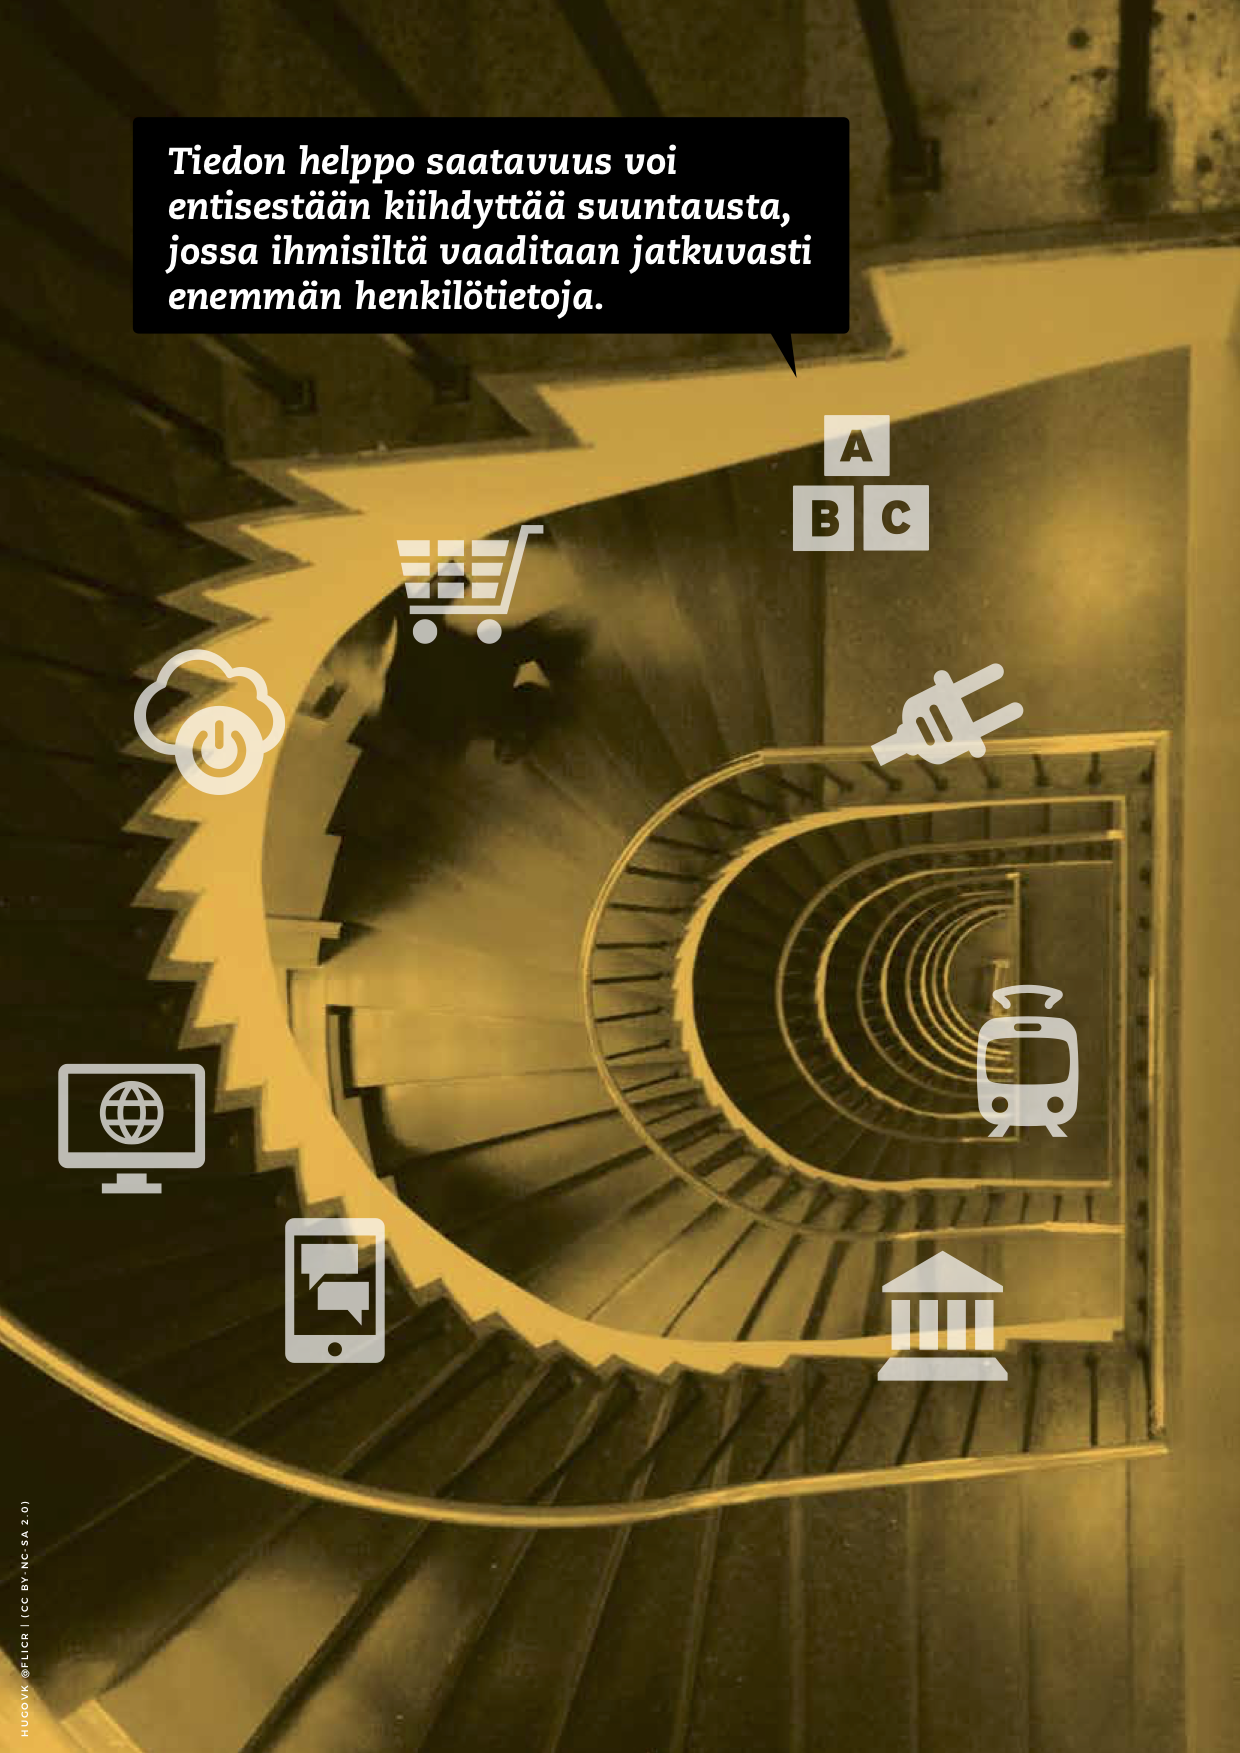 Tiedon helppo saatavuus voi
entisestään kiihdyttää suuntausta,
jossa ihmisiltä vaaditaan jatkuvasti
enemmän henkilötietoja.
A
B C
HUGOVK @FLICR | (CC BY-NC-SA 2.0)